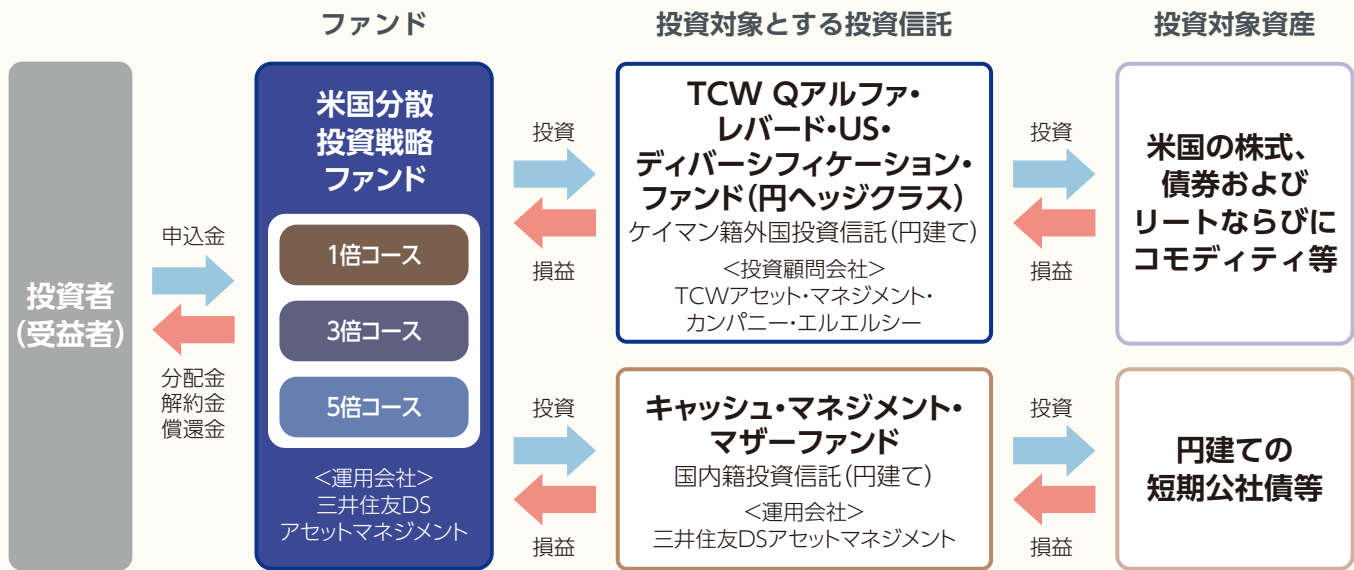 ファンド
投資対象とする投資信託
投資対象資産
投資者
(受益者)
申込金
分配金
解約金
償還金
米国分散
投資戦略
ファンド
1倍コース
3倍コース
5倍コース
＜運用会社＞
三井住友DS
アセットマネジメント
投資
損益
TCW Qアルファ・
レバード・US・
ディバーシフィケーション・
ファンド(円ヘッジクラス)
ケイマン籍外国投資信託(円建て)
＜投資顧問会社＞
TCWアセット・マネジメント・
カンパニー・エルエルシー
投資
損益
米国の株式、
債券および
リートならびに
コモディティ等
投資
損益
キャッシュ・マネジメント・
マザーファンド
国内籍投資信託(円建て)
＜運用会社＞
三井住友DSアセットマネジメント
投資
損益
円建ての
短期公社債等